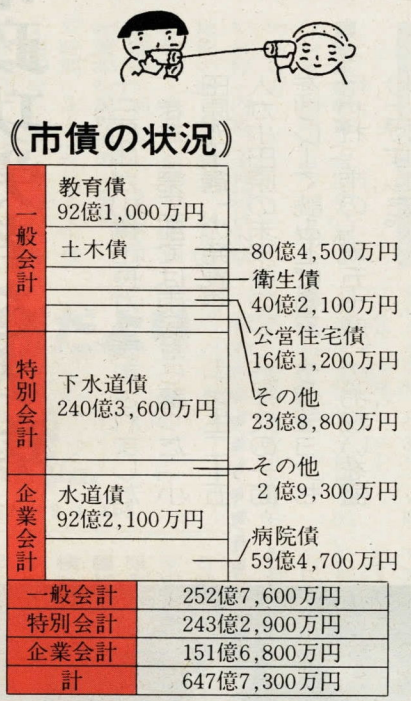 《市債の状況》
一般会計
教育債
92億1,000万円
土木債
80億4,500万円
衛生債
40億2,100万円
公営住宅債
16億1,200万円
その他
23億8,800万円
特別会計
下水道債
240億3,600万円
その他
2億9,300万円
企業会計
水道債
92億2,100万円
病院債
59億4,700万円
一般会計 252億7,600万円
特別会計 243億2,900万円
企業会計 151億6,800万円
計 647億7,300万円